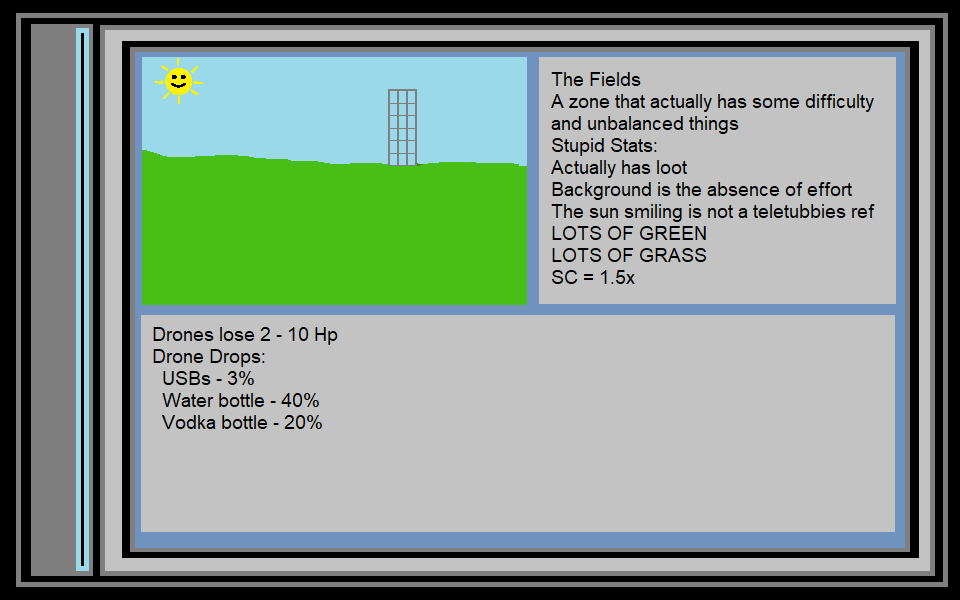 The Fields
A zone that actually has some difficulty
and unbalanced things
Stupid Stats:
Actually has loot
Background is the absence of effort
The sun smiling is not a teletubbies ref
LOTS OF GREEN
LOTS OF GRASS
SC = 1.5x
Drones lose 2 - 10 Hp
Drone Drops:
USBs - 3%
Water bottle - 40%
Vodka bottle - 20%